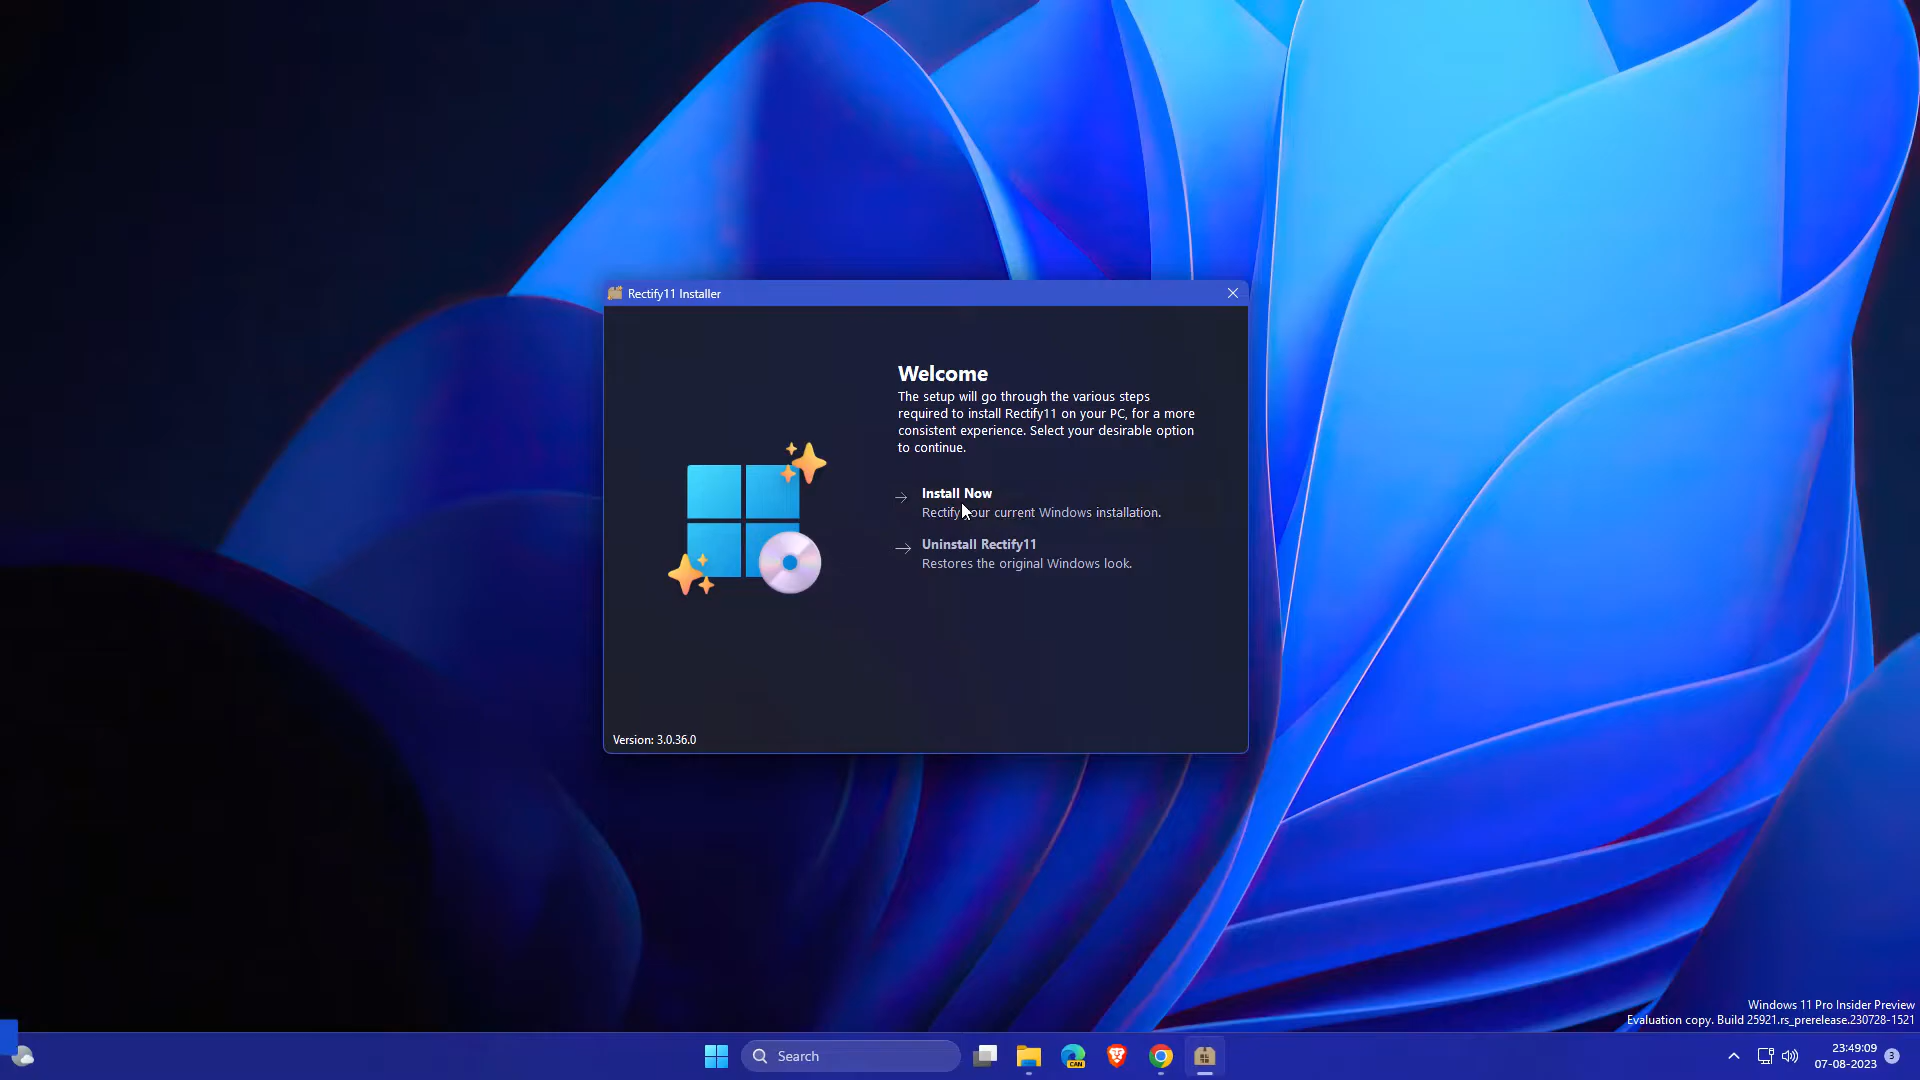 Rectify11 Installer
Welcome
The setup will go through the various steps
required to install Rectify11 on your PC, for a more
consistent experience. Select your desirable option
to continue.
Install Now
Rectify our current Windows installation.
Uninstall Rectify11
Restores the original Windows look.
Version: 3.0.36.0
Windows 11 Pro Insider Preview
Evaluation copy. Build 25921.rs_prerelease.230728-1521
Search
CAN
23:49:09
07-08-2023
3